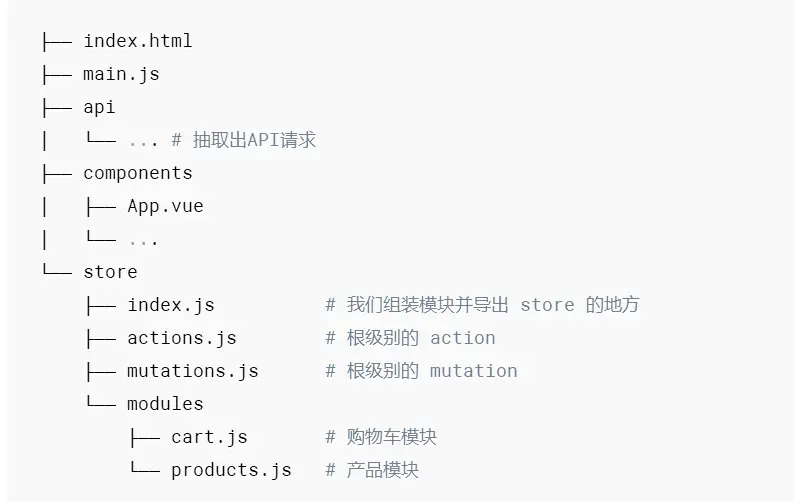 ├── index.html
├── main.js
├── api
│   └── ... # 抽取出API请求
├── components
│   ├── App.vue
│   └── ...
└── store
    ├── index.js          # 我们组装模块并导出 store 的地方
    ├── actions.js        # 根级别的 action
    ├── mutations.js      # 根级别的 mutation
    └── modules
        ├── cart.js       # 购物车模块
        └── products.js   # 产品模块